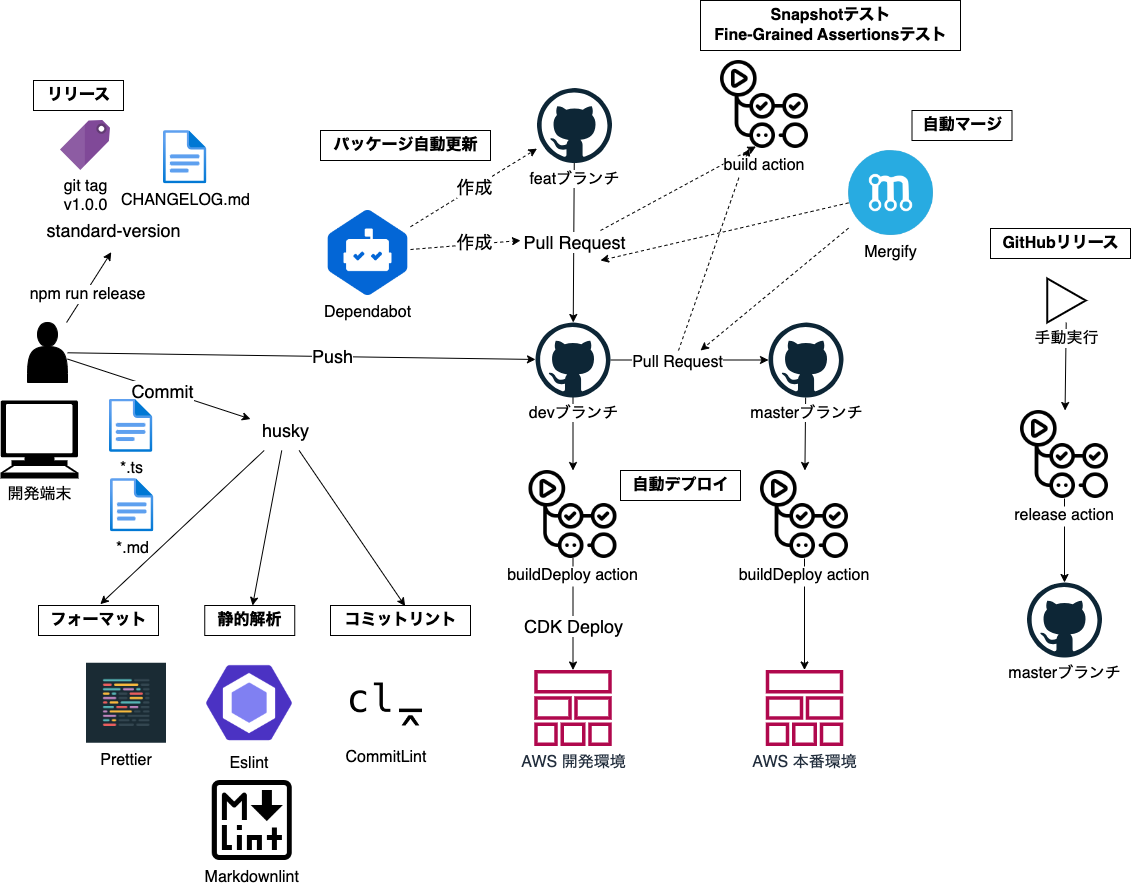 Snapshotテスト
Fine-Grained Assertionsテスト
リリース
git tag
v1.0.0
CHANGELOG.md
standard-version
npm run release
パッケージ自動更新
作成
作成
Dependabot
featブランチ
Pull Request
build action
自動マージ
Mergify
GitHubリリース
手動実行
release action
masterブランチ
Push
Commit
husky
開発端末
*.ts
*.md
devブランチ
Pull Request
masterブランチ
自動デプロイ
buildDeploy action
buildDeploy action
CDK Deploy
AWS 開発環境
AWS 本番環境
フォーマット
静的解析
コミットリント
Prettier
Eslint
cl_^
CommitLint
M
Lint
Markdownlint